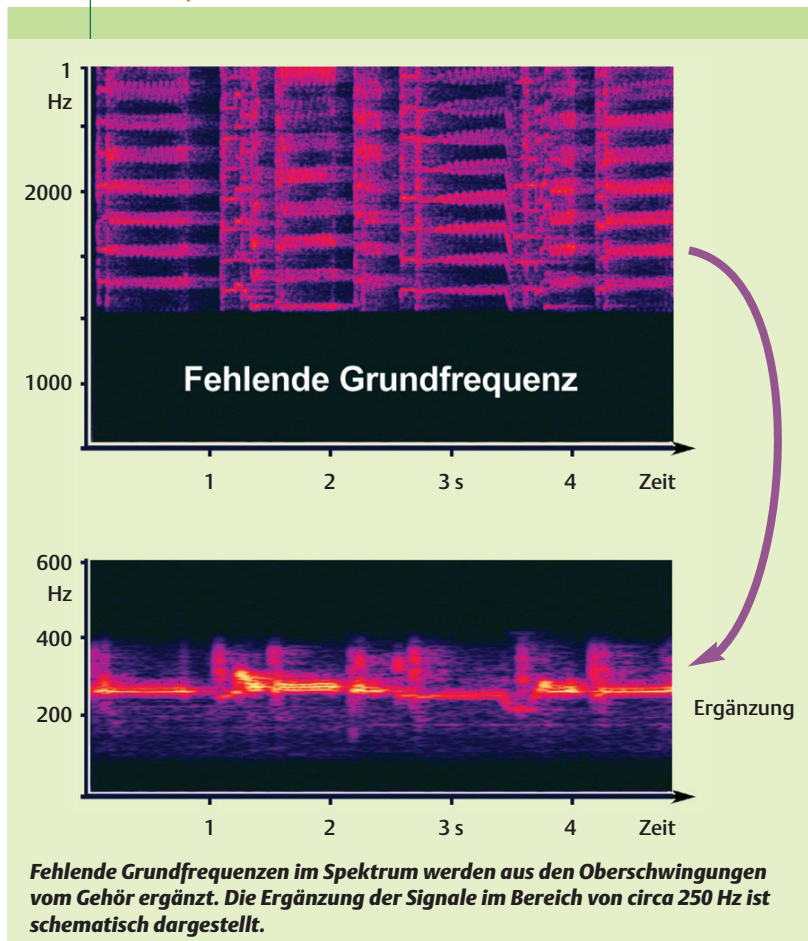 1
Hz
2000
1000
Fehlende Grundfrequenz
1 2 3 s 4 Zeit
600
Hz
400
200
Ergänzung
1 2 3 s 4 Zeit
Fehlende Grundfrequenzen im Spektrum werden aus den Oberschwingungen
vom Gehör ergänzt. Die Ergänzung der Signale im Bereich von circa 250 Hz ist
schematisch dargestellt.